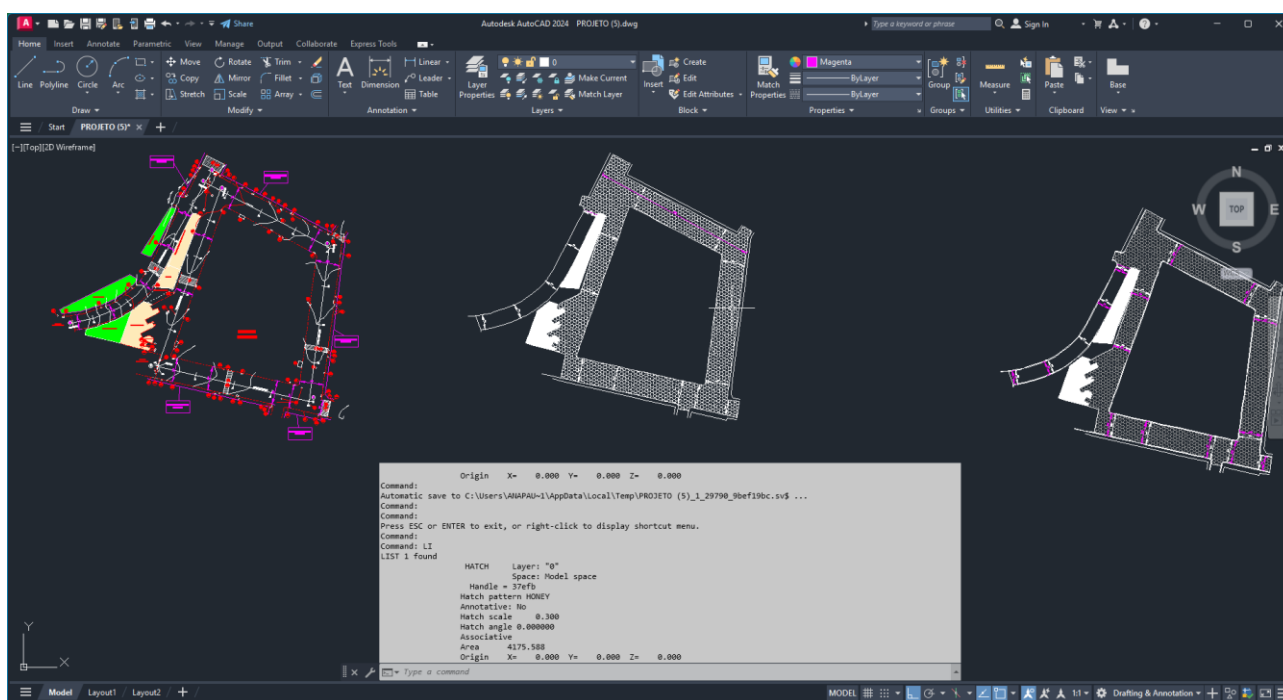 A Share Autodesk AutoCAD 2024 PROJETO (5).dwg Type a keyword or phrase Sign In
Home Insert Annotate Parametric View Manage Output Collaborate Express Tools
Move Rotate Trim Linear 0 Create Magenta
Copy Mirror Fillet Leader Make Current Edit ByLayer
Line Polyline Circle Arc Text Dimension Layer Insert Match Group Measure Paste Base
Stretch Scale Array Table Properties Match Layer Edit Attributes Properties ByLayer
Draw Modify Annotation Layers Block Properties Groups Utilities Clipboard View
Start PROJETO (5)*
[−][Top][2D Wireframe]
N
W TOP E
S
Origin X= 0.000 Y= 0.000 Z= 0.000
Command:
Automatic save to C:\Users\ANAPAU~1\AppData\Local\Temp\PROJETO (5)_1_29790_9bef19bc.sv$ ...
Command:
Command:
Press ESC or ENTER to exit, or right-click to display shortcut menu.
Command:
Command: LI
LIST 1 found
HATCH Layer: "0"
Space: Model space
Handle = 37efb
Hatch pattern HONEY
Annotative: No
Hatch scale 0.300
Hatch angle 0.000000
Associative
Area 4175.588
Origin X= 0.000 Y= 0.000 Z= 0.000
Y
X
Type a command
Model Layout1 Layout2 MODEL 1:1 Drafting & Annotation